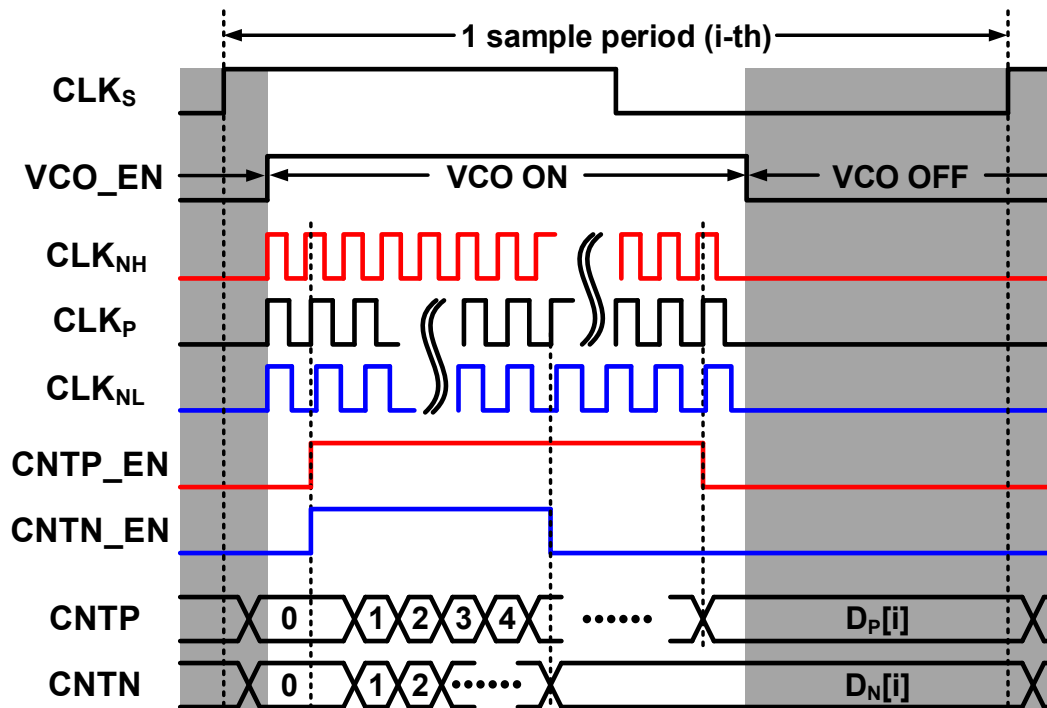 1 sample period (i-th)
CLKS
VCO_EN VCO ON VCO OFF
CLKNH
CLKP
CLKNL
CNTP_EN
CNTN_EN
CNTP 0 1 2 3 4 •••••• DP[i]
CNTN 0 1 2 •••••• DN[i]